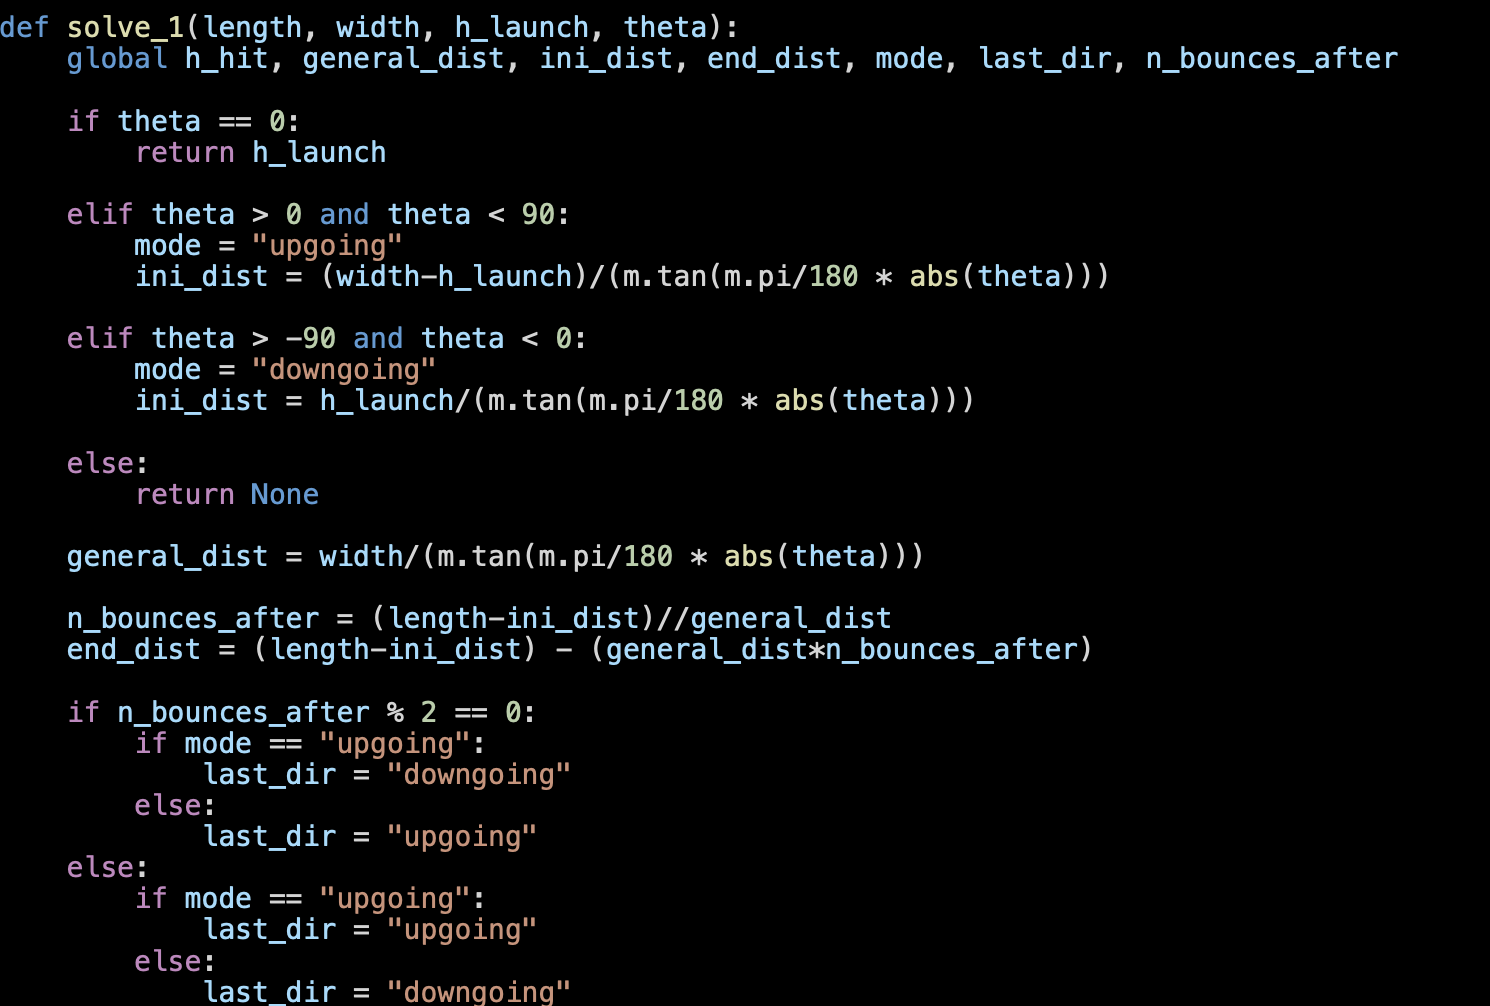 def solve_1(length, width, h_launch, theta):
    global h_hit, general_dist, ini_dist, end_dist, mode, last_dir, n_bounces_after

    if theta == 0:
        return h_launch

    elif theta > 0 and theta < 90:
        mode = "upgoing"
        ini_dist = (width-h_launch)/(m.tan(m.pi/180 * abs(theta)))

    elif theta > -90 and theta < 0:
        mode = "downgoing"
        ini_dist = h_launch/(m.tan(m.pi/180 * abs(theta)))

    else:
        return None

    general_dist = width/(m.tan(m.pi/180 * abs(theta)))

    n_bounces_after = (length-ini_dist)//general_dist
    end_dist = (length-ini_dist) - (general_dist*n_bounces_after)

    if n_bounces_after % 2 == 0:
        if mode == "upgoing":
            last_dir = "downgoing"
        else:
            last_dir = "upgoing"
    else:
        if mode == "upgoing":
            last_dir = "upgoing"
        else:
            last_dir = "downgoing"